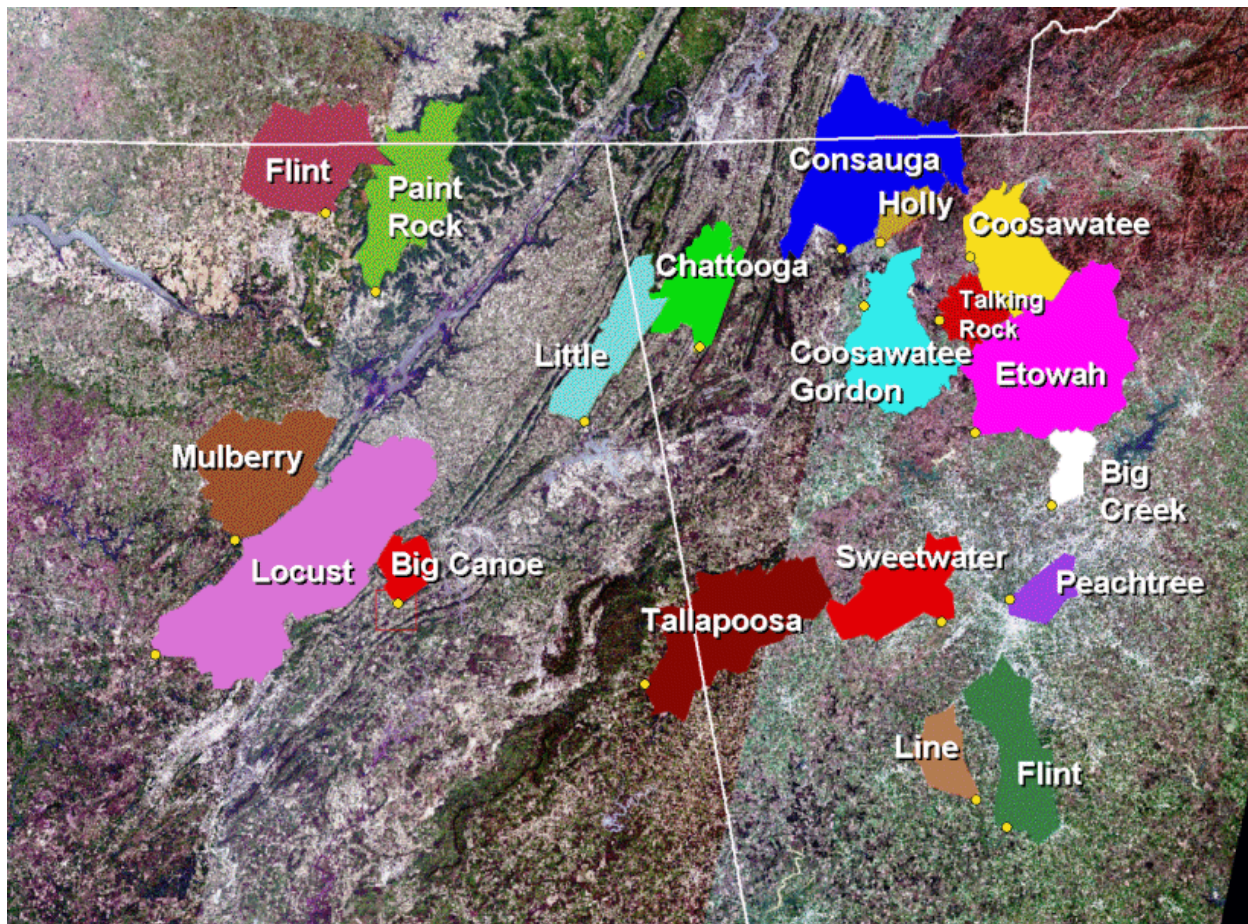 Flint
Paint
Rock
Consauga
Holly
Coosawatee
Chattooga
Talking
Rock
Little
Coosawatee
Gordon
Etowah
Mulberry
Big
Creek
Locust
Big Canoe
Sweetwater
Peachtree
Tallapoosa
Line
Flint